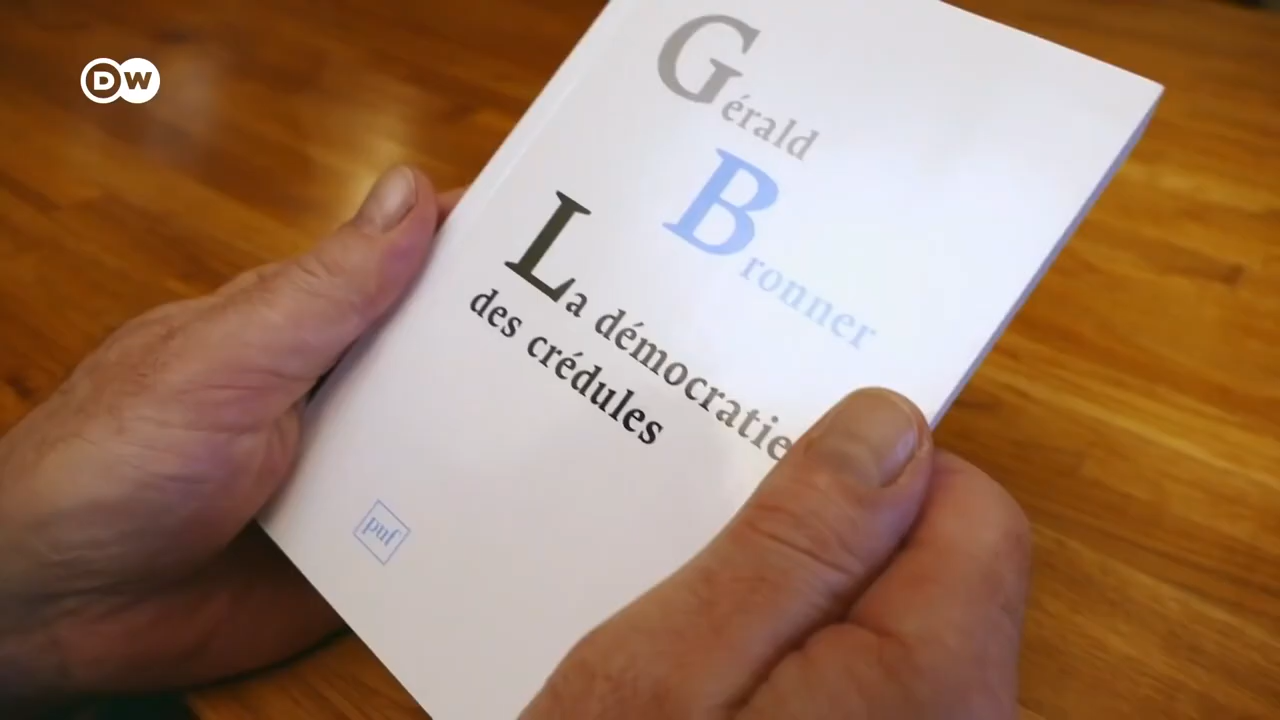 DW
Gérald
Bronner
La démocratie
des crédules
puf